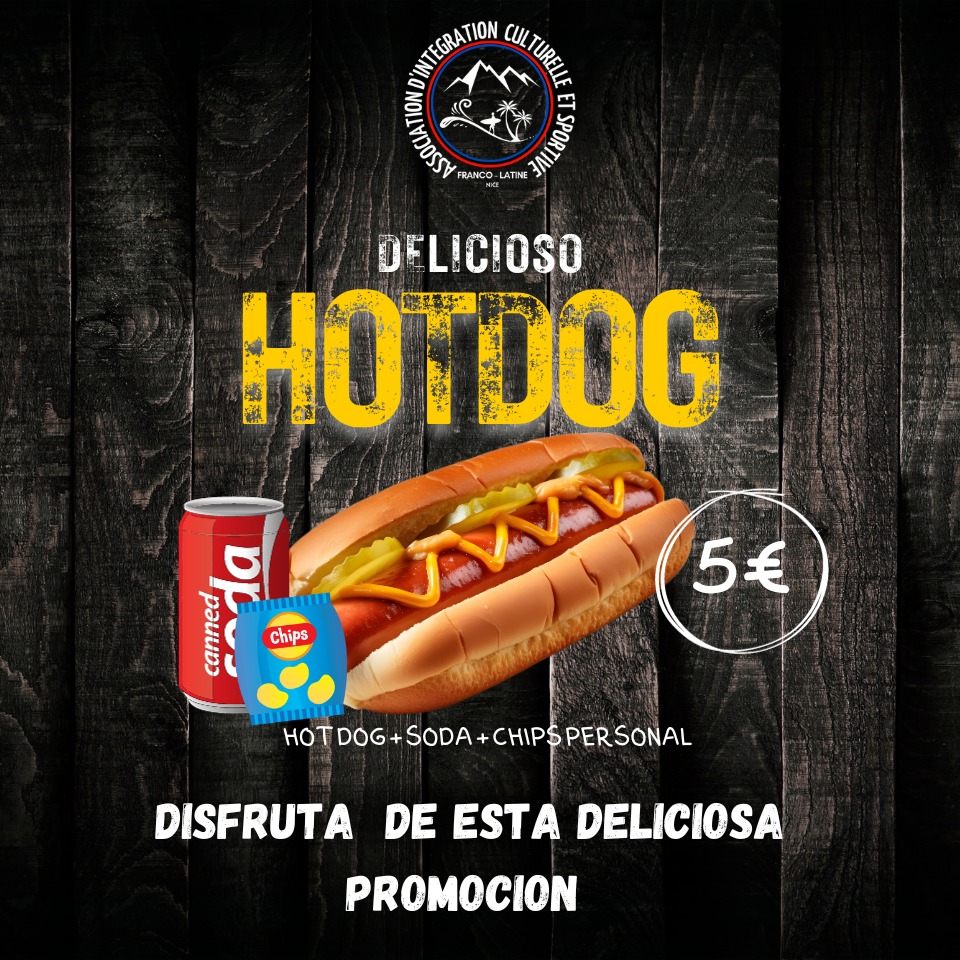 ASSOCIATION D'INTEGRATION CULTURELLE ET SPORTIVE
FRANCO - LATINE
NICE
DELICIOSO
HOTDOG
canned
soda
Chips
5€
HOT DOG+SODA+CHIPS PERSONAL
DISFRUTA DE ESTA DELICIOSA
PROMOCION